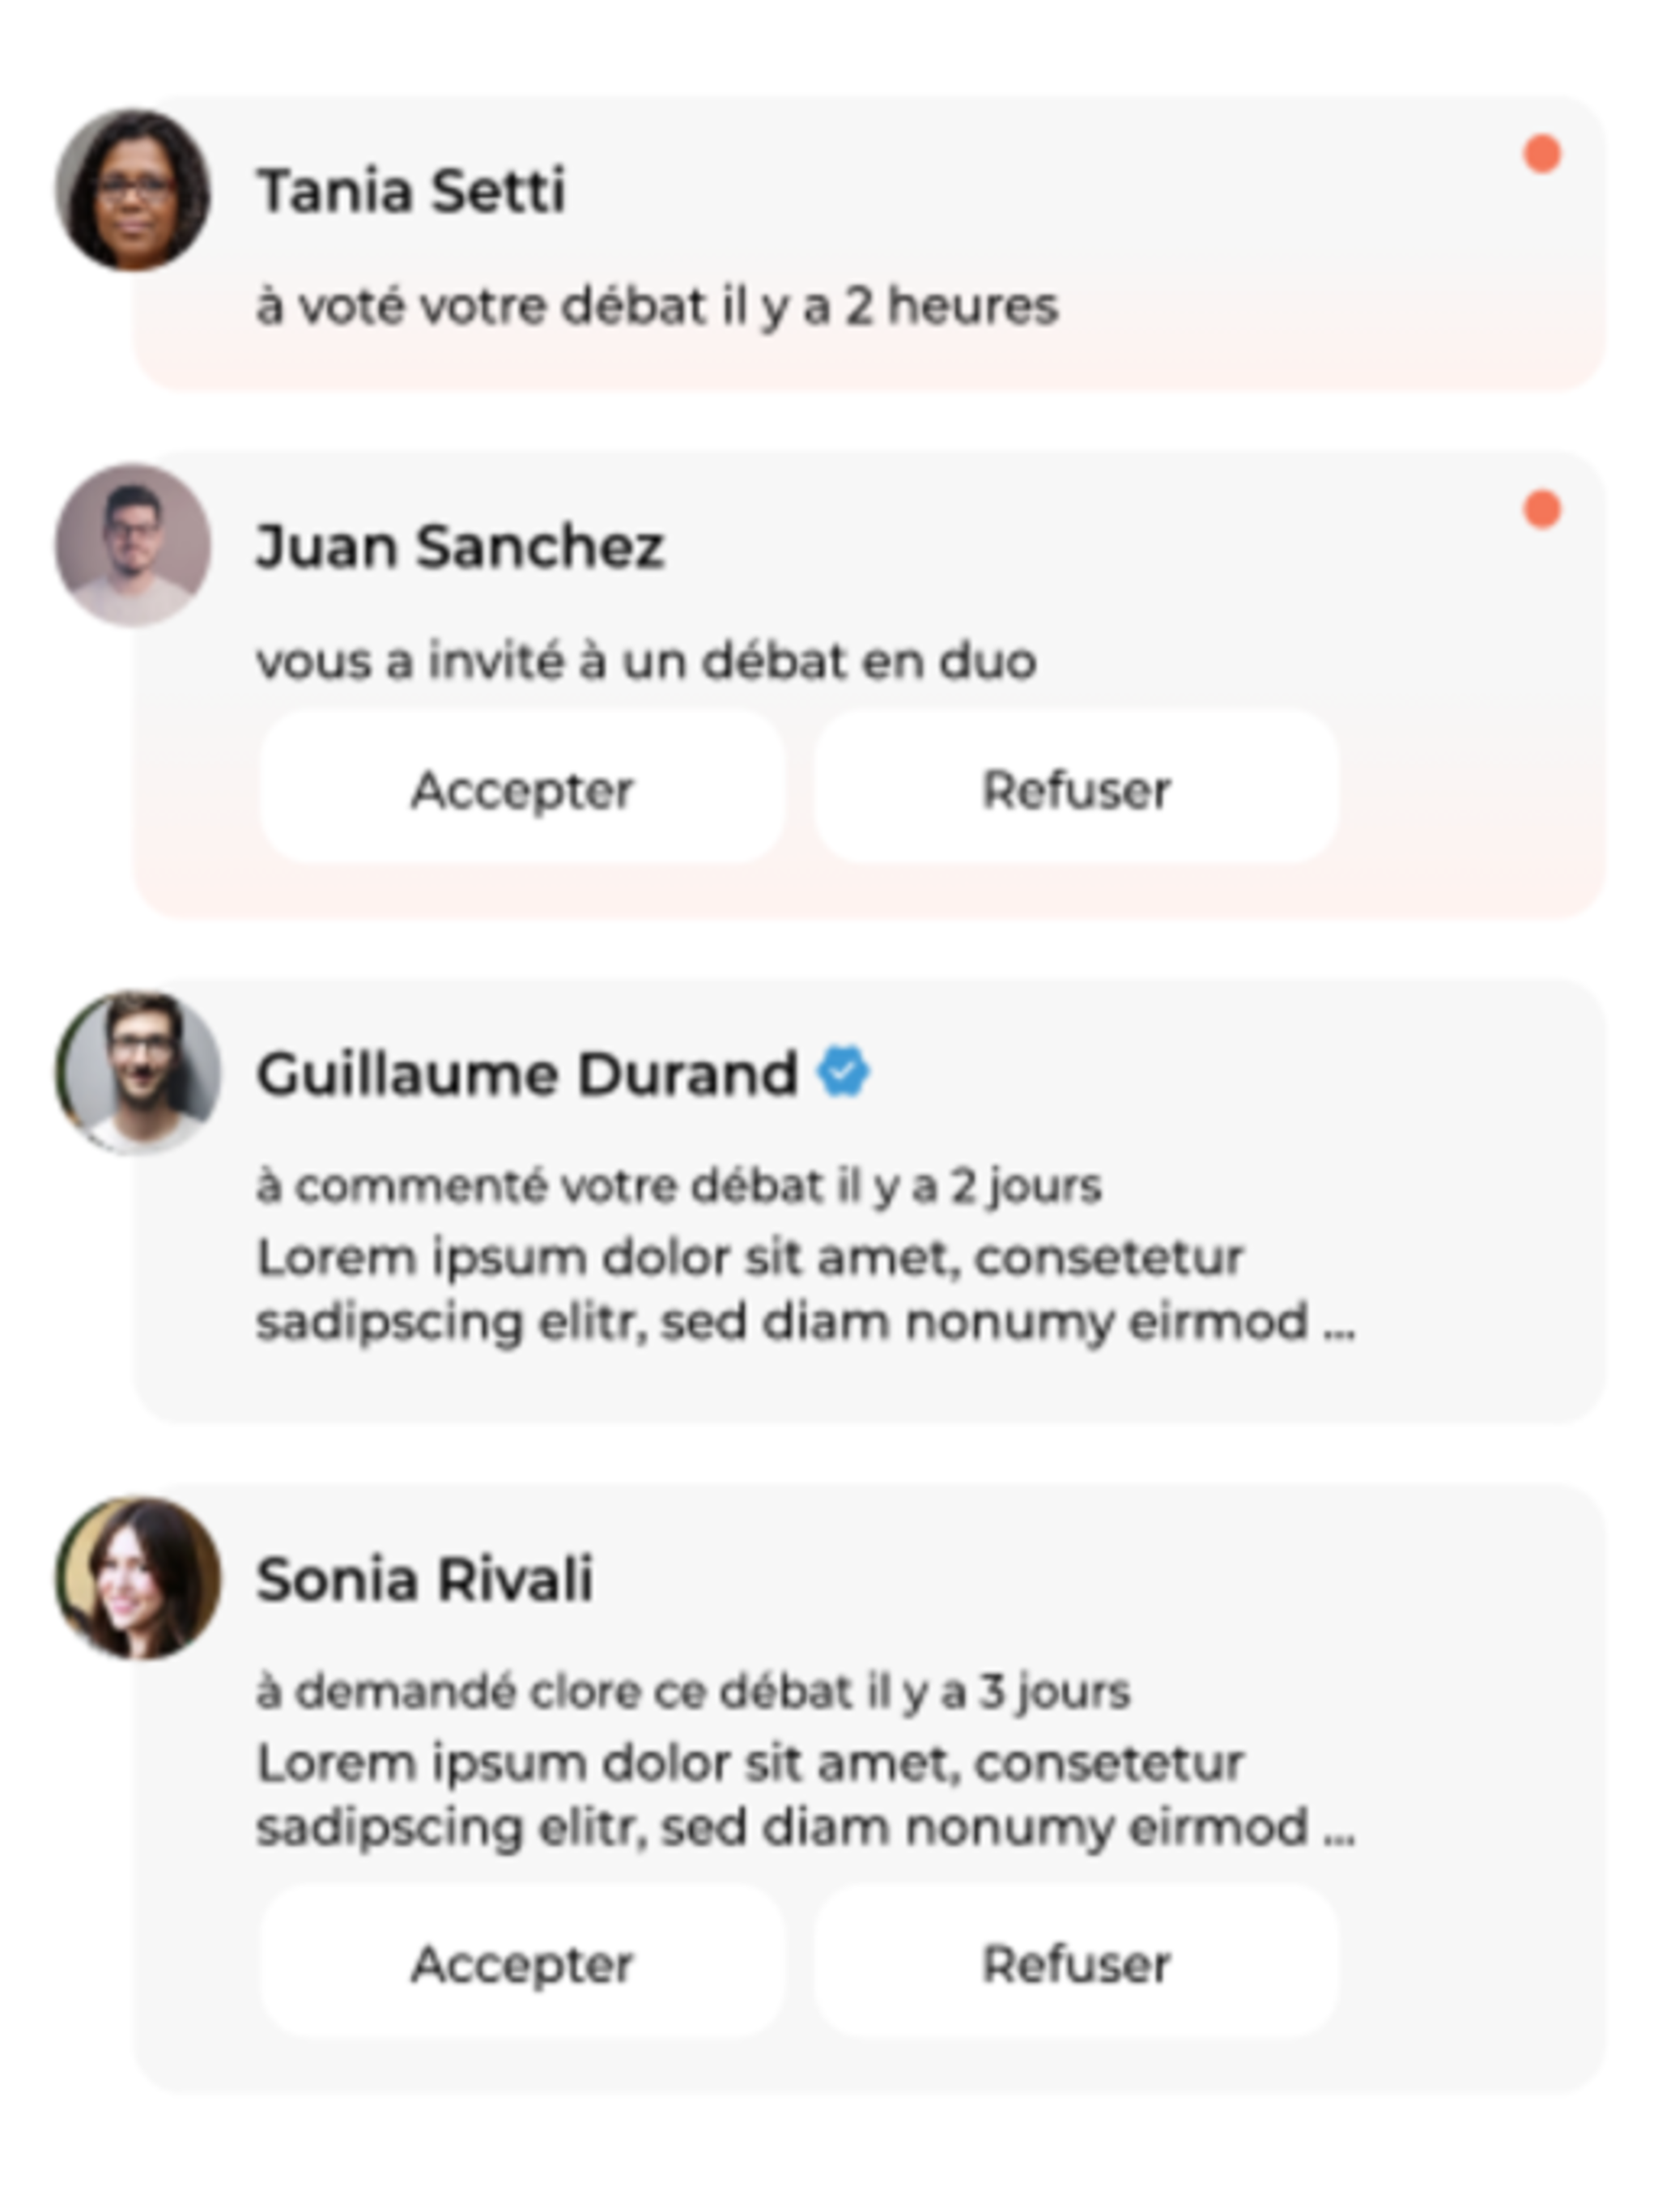 Tania Setti
à voté votre débat il y a 2 heures
Juan Sanchez
vous a invité à un débat en duo
Accepter
Refuser
Guillaume Durand
à commenté votre débat il y a 2 jours
Lorem ipsum dolor sit amet, consetetur
sadipscing elitr, sed diam nonumy eirmod ...
Sonia Rivali
à demandé clore ce débat il y a 3 jours
Lorem ipsum dolor sit amet, consetetur
sadipscing elitr, sed diam nonumy eirmod ...
Accepter
Refuser